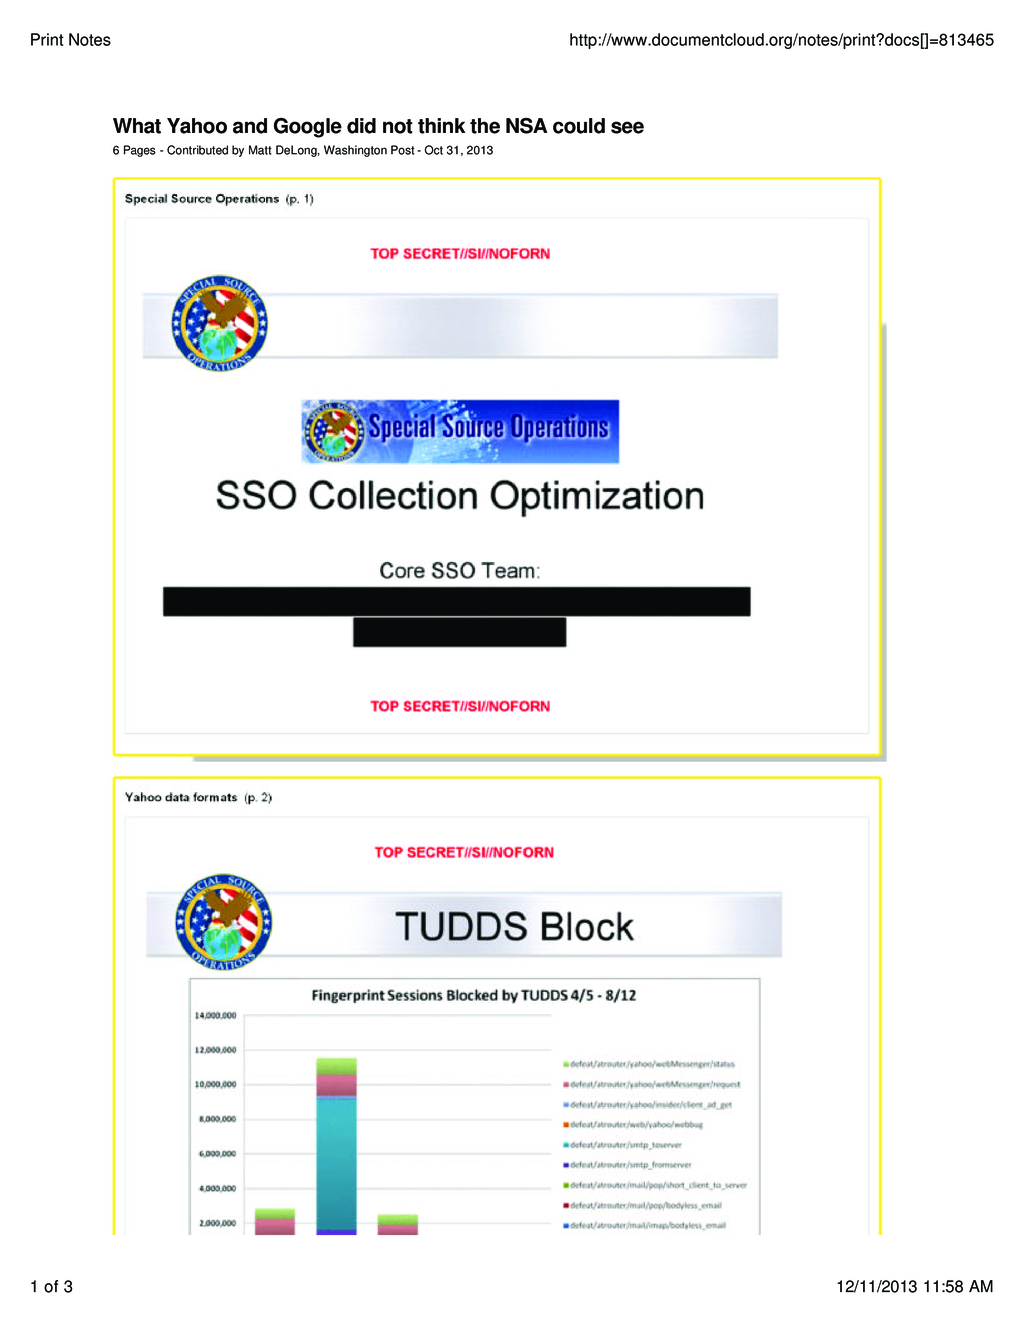 Print Notes
http://www.documentcloud.org/notes/print?docs[]=813465
What Yahoo and Google did not think the NSA could see
6 Pages - Contributed by Matt DeLong, Washington Post - Oct 31, 2013
Special Source Operations (p. 1)
TOP SECRET//SI//NOFORN
SPECIAL SOURCE
OPERATIONS
Special Source Operations
SSO Collection Optimization
Core SSO Team:
TOP SECRET//SI//NOFORN
Yahoo data formats (p. 2)
TOP SECRET//SI//NOFORN
SPECIAL SOURCE
OPERATIONS
TUDDS Block
Fingerprint Sessions Blocked by TUDDS 4/5 - 8/12
14,000,000
12,000,000
10,000,000
8,000,000
6,000,000
4,000,000
2,000,000
defeat/atrouter/yahoo/webMessenger/status
defeat/atrouter/yahoo/webMessenger/request
defeat/atrouter/yahoo/insider/client_ad_get
defeat/atrouter/web/yahoo/webbug
defeat/atrouter/smtp_toserver
defeat/atrouter/smtp_fromserver
defeat/atrouter/mail/pop/short_client_to_server
defeat/atrouter/mail/pop/bodyless_email
defeat/atrouter/mail/imap/bodyless_email
1 of 3
12/11/2013 11:58 AM